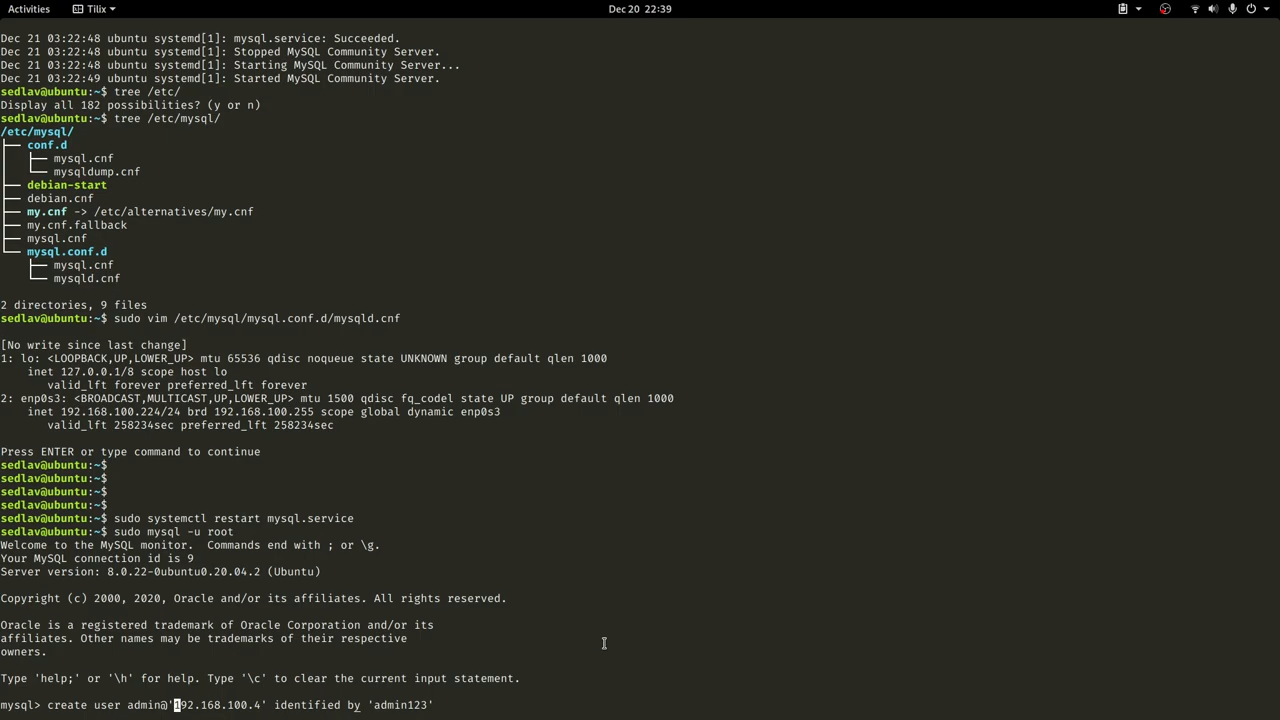 Activities Tilix Dec 20 22:39
Dec 21 03:22:48 ubuntu systemd[1]: mysql.service: Succeeded.
Dec 21 03:22:48 ubuntu systemd[1]: Stopped MySQL Community Server.
Dec 21 03:22:48 ubuntu systemd[1]: Starting MySQL Community Server...
Dec 21 03:22:49 ubuntu systemd[1]: Started MySQL Community Server.
sedlav@ubuntu:~$ tree /etc/
Display all 182 possibilities? (y or n)
sedlav@ubuntu:~$ tree /etc/mysql/
/etc/mysql/
├── conf.d
│   ├── mysql.cnf
│   └── mysqldump.cnf
├── debian-start
├── debian.cnf
├── my.cnf -> /etc/alternatives/my.cnf
├── my.cnf.fallback
├── mysql.cnf
└── mysql.conf.d
    ├── mysql.cnf
    └── mysqld.cnf
2 directories, 9 files
sedlav@ubuntu:~$ sudo vim /etc/mysql/mysql.conf.d/mysqld.cnf
[No write since last change]
1: lo: <LOOPBACK,UP,LOWER_UP> mtu 65536 qdisc noqueue state UNKNOWN group default qlen 1000
    inet 127.0.0.1/8 scope host lo
       valid_lft forever preferred_lft forever
2: enp0s3: <BROADCAST,MULTICAST,UP,LOWER_UP> mtu 1500 qdisc fq_codel state UP group default qlen 1000
    inet 192.168.100.224/24 brd 192.168.100.255 scope global dynamic enp0s3
       valid_lft 258234sec preferred_lft 258234sec
Press ENTER or type command to continue
sedlav@ubuntu:~$
sedlav@ubuntu:~$
sedlav@ubuntu:~$
sedlav@ubuntu:~$
sedlav@ubuntu:~$ sudo systemctl restart mysql.service
sedlav@ubuntu:~$ sudo mysql -u root
Welcome to the MySQL monitor.  Commands end with ; or \g.
Your MySQL connection id is 9
Server version: 8.0.22-0ubuntu0.20.04.2 (Ubuntu)
Copyright (c) 2000, 2020, Oracle and/or its affiliates. All rights reserved.
Oracle is a registered trademark of Oracle Corporation and/or its
affiliates. Other names may be trademarks of their respective
owners.
Type 'help;' or '\h' for help. Type '\c' to clear the current input statement.
mysql> create user admin@'192.168.100.4' identified by 'admin123'